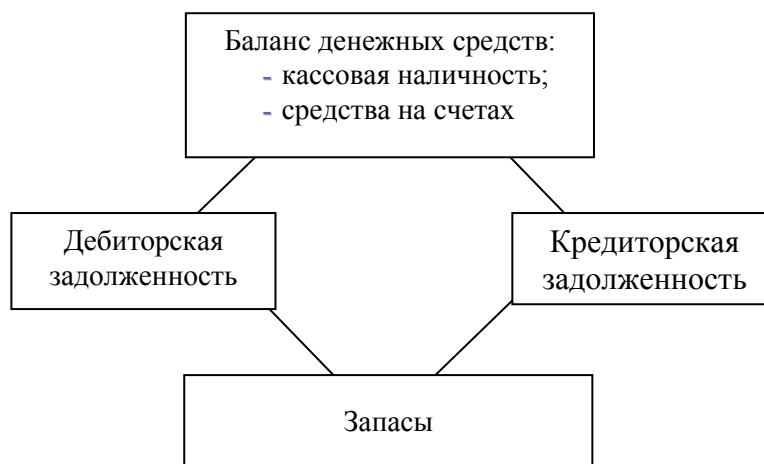 Баланс денежных средств:
- кассовая наличность;
- средства на счетах
Дебиторская
задолженность
Кредиторская
задолженность
Запасы